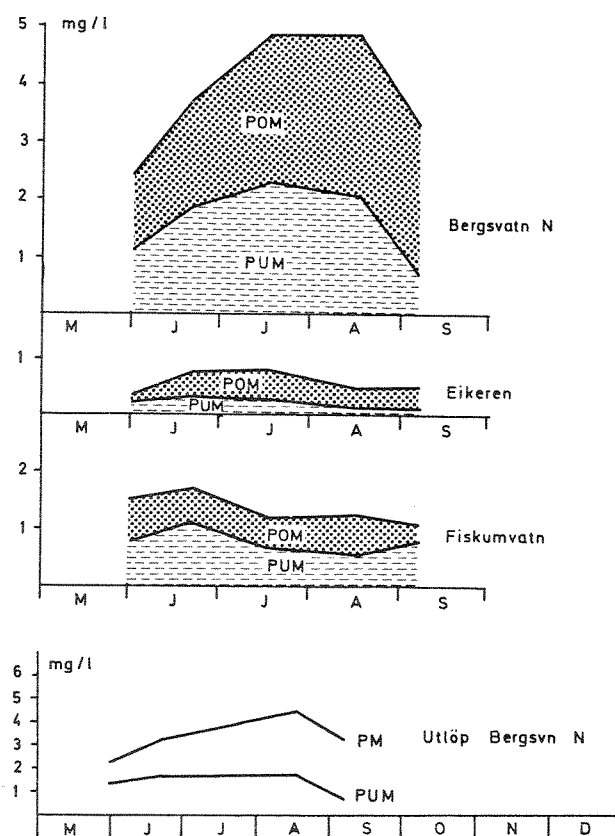 5 mg/l
4
3
2
1
POM
PUM
Bergsvatn N
M J J A S
1
POM
PUM
Eikeren
M J J A S
2
1
POM
PUM
Fiskumvatn
M J J A S
mg/l
6
5
4
3
2
1
PM
PUM
Utlöp Bergsvn N
M J J A S O N D